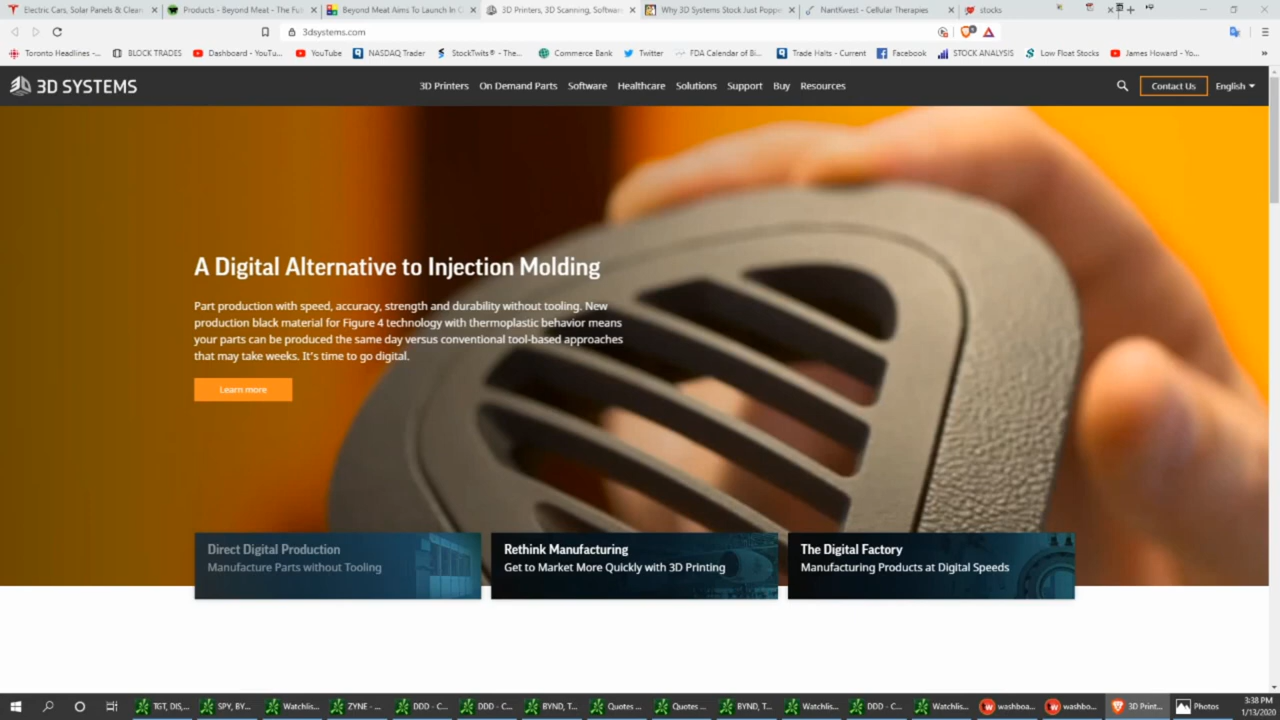 Electric Cars, Solar Panels & Clean
Products - Beyond Meat - The Fut
Beyond Meat Aims To Launch In C
3D Printers, 3D Scanning, Software
Why 3D Systems Stock Just Poppe
NantKwest - Cellular Therapies
stocks
3dsystems.com
Toronto Headlines -...
BLOCK TRADES
Dashboard - YouTu...
YouTube
NASDAQ Trader
StockTwits® - The...
Commerce Bank
Twitter
FDA Calendar of Bi...
Trade Halts - Current
Facebook
STOCK ANALYSIS
Low Float Stocks
James Howard - Yo...
3D SYSTEMS
3D Printers
On Demand Parts
Software
Healthcare
Solutions
Support
Buy
Resources
Contact Us
English
A Digital Alternative to Injection Molding
Part production with speed, accuracy, strength and durability without tooling. New
production black material for Figure 4 technology with thermoplastic behavior means
your parts can be produced the same day versus conventional tool-based approaches
that may take weeks. It's time to go digital.
Learn more
Direct Digital Production
Manufacture Parts without Tooling
Rethink Manufacturing
Get to Market More Quickly with 3D Printing
The Digital Factory
Manufacturing Products at Digital Speeds
TGT, DIS,...
SPY, BY...
Watchlis...
ZYNE - ...
DDD - C...
DDD - C...
BYND, T...
Quotes ...
Quotes ...
BYND, T...
Watchlis...
DDD - C...
Watchlis...
washboa...
washbo...
3D Print...
Photos
3:38 PM
1/13/2020